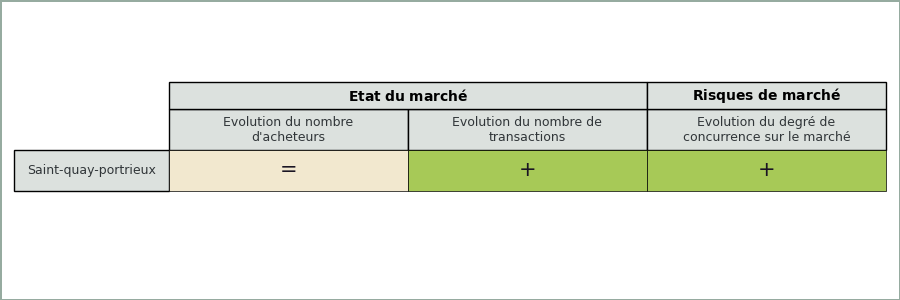 Etat du marché
Risques de marché
Evolution du nombre
d'acheteurs
Evolution du nombre de
transactions
Evolution du degré de
concurrence sur le marché
Saint-quay-portrieux
=
+
+